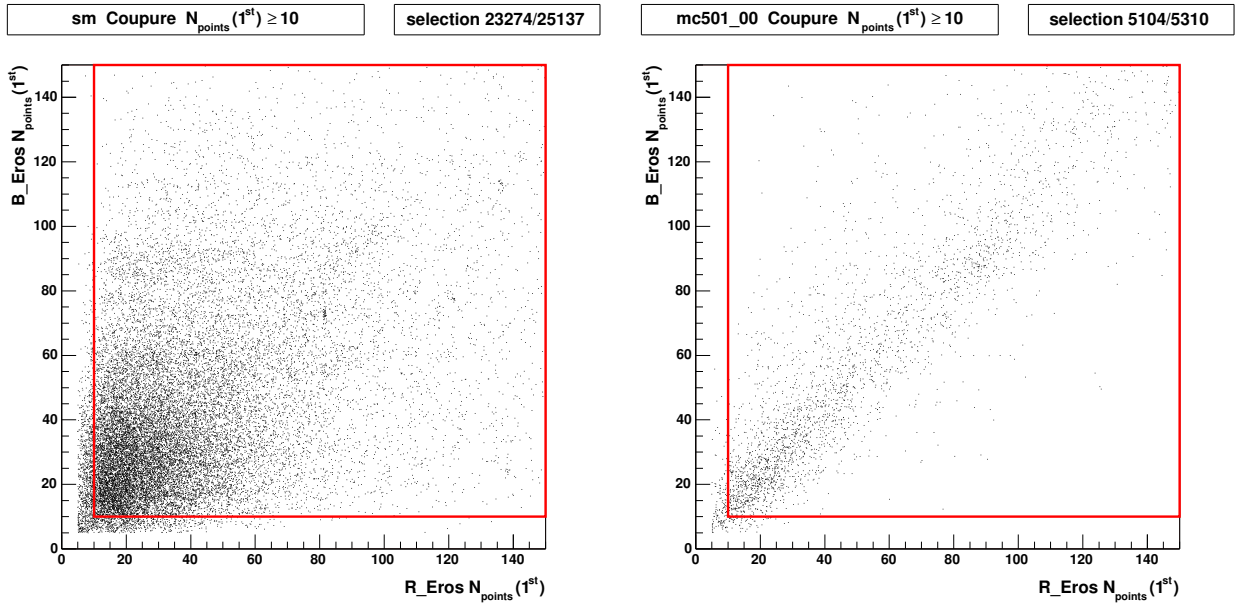 sm Coupure N_points(1^st) ≥ 10
selection 23274/25137
B_Eros N_points(1^st)
140
120
100
80
60
40
20
0
0 20 40 60 80 100 120 140
R_Eros N_points(1^st)
mc501_00 Coupure N_points(1^st) ≥ 10
selection 5104/5310
B_Eros N_points(1^st)
140
120
100
80
60
40
20
0
0 20 40 60 80 100 120 140
R_Eros N_points(1^st)